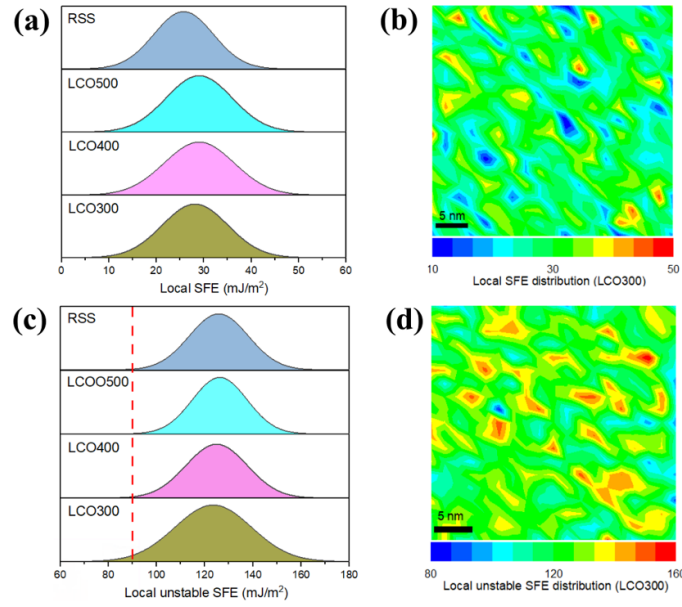 (a)
RSS
LCO500
LCO400
LCO300
0 10 20 30 40 50 60
Local SFE (mJ/m²)
(b)
5 nm
10 30 50
Local SFE distribution (LCO300)
(c)
RSS
LCOO500
LCO400
LCO300
60 80 100 120 140 160 180
Local unstable SFE (mJ/m²)
(d)
5 nm
80 120 160
Local unstable SFE distribution (LCO300)